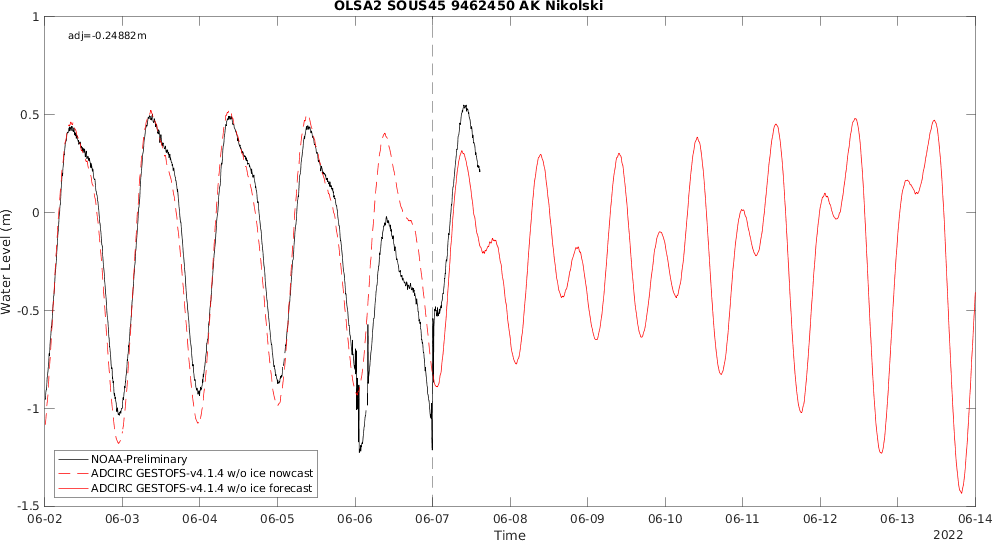 OLSA2 SOUS45 9462450 AK Nikolski
adj=-0.24882m
Water Level (m)
1
0.5
0
-0.5
-1
-1.5
NOAA-Preliminary
ADCIRC GESTOFS-v4.1.4 w/o ice nowcast
ADCIRC GESTOFS-v4.1.4 w/o ice forecast
06-02 06-03 06-04 06-05 06-06 06-07 06-08 06-09 06-10 06-11 06-12 06-13 06-14
Time
2022